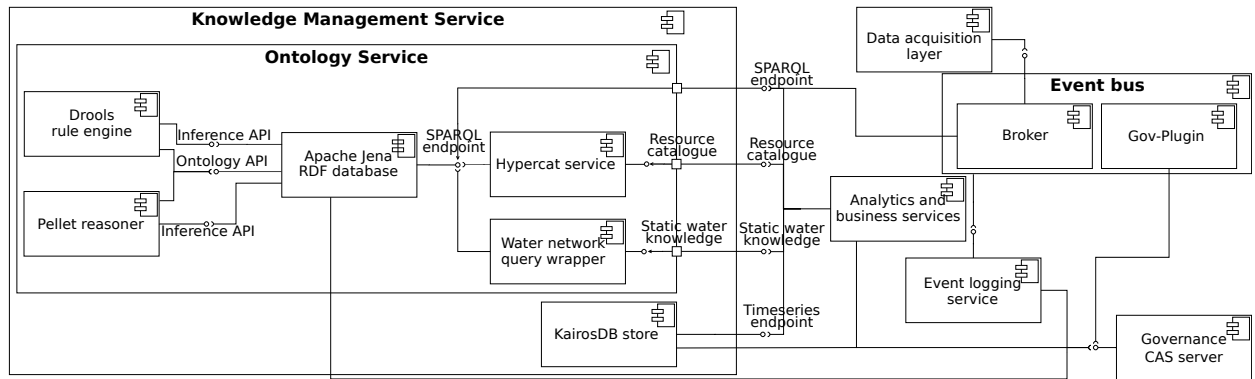 Knowledge Management Service
Ontology Service
Drools
rule engine
Inference API
Ontology API
Pellet reasoner
Inference API
Apache Jena
RDF database
SPARQL
endpoint
Hypercat service
Water network
query wrapper
Resource
catalogue
Static water
knowledge
KairosDB store
SPARQL
endpoint
Resource
catalogue
Static water
knowledge
Timeseries
endpoint
Data acquisition
layer
Event bus
Broker
Gov-Plugin
Analytics and
business services
Event logging
service
Governance
CAS server